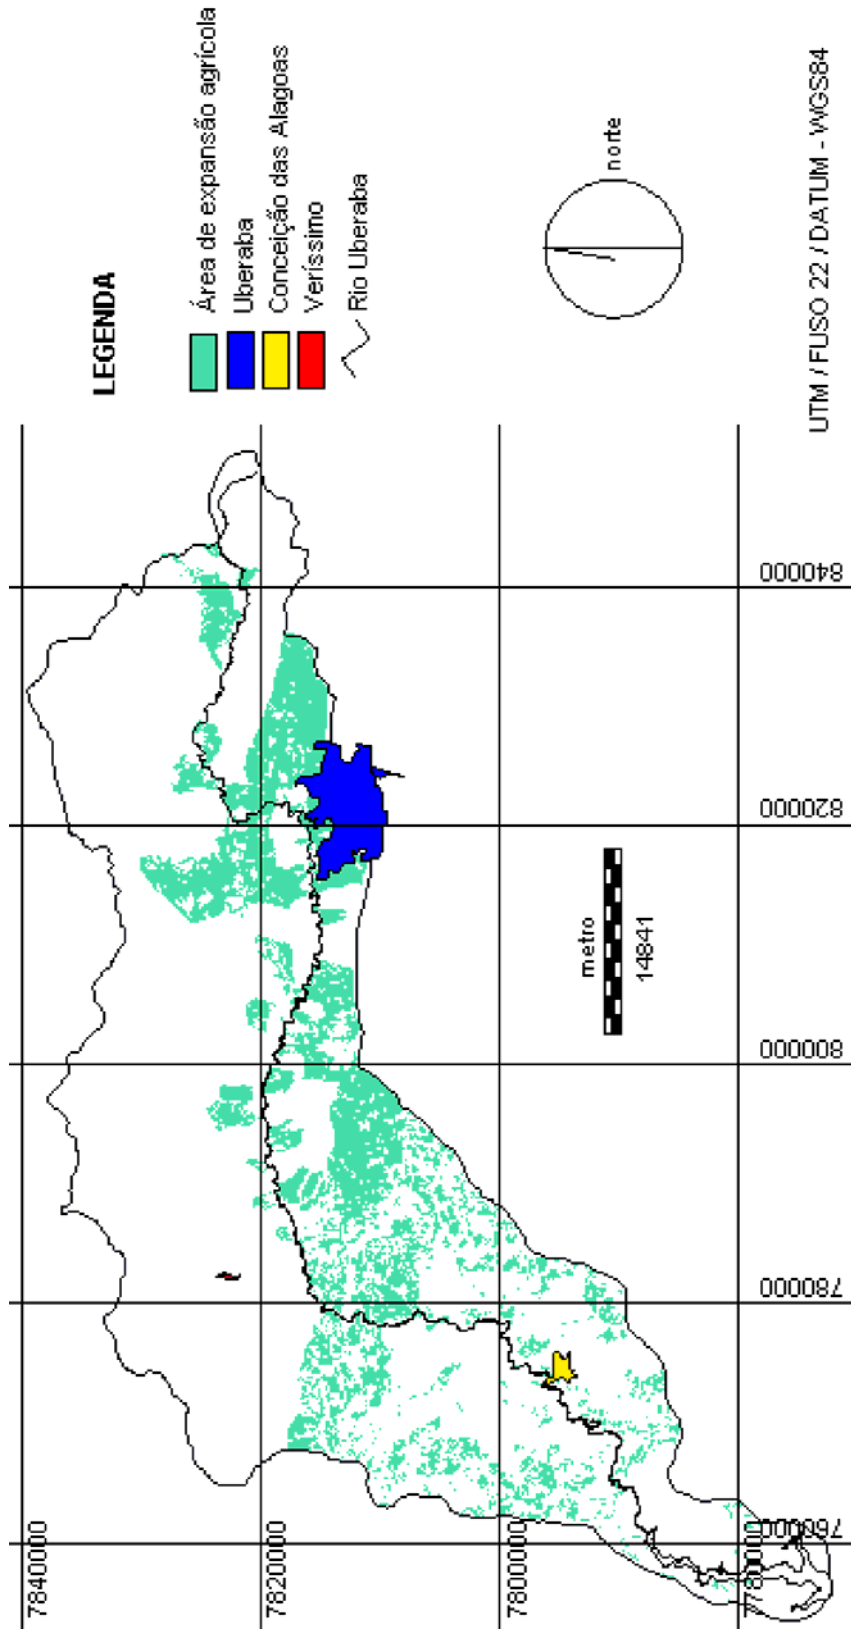 7840000
7820000
7800000
760000
780000
800000
820000
840000
LEGENDA
Área de expansão agrícola
Uberaba
Conceição das Alagoas
Veríssimo
Rio Uberaba
metro
14841
norte
UTM / FUSO 22 / DATUM - WGS84